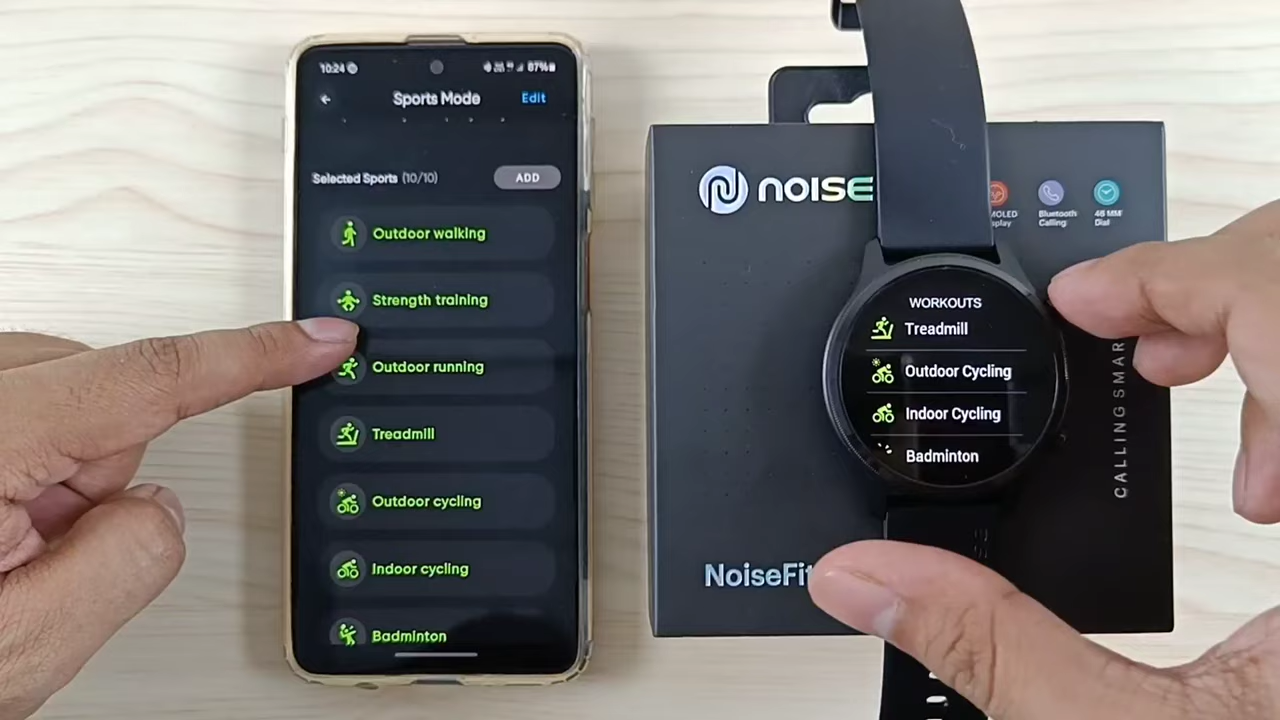 10:24
87%
Sports Mode
Edit
Selected Sports (10/10)
ADD
Outdoor walking
Strength training
Outdoor running
Treadmill
Outdoor cycling
Indoor cycling
Badminton
NOISE
Bluetooth
Calling
46 MM
Dial
WORKOUTS
Treadmill
Outdoor Cycling
Indoor Cycling
Badminton
CALLING SMAR
NoiseFit